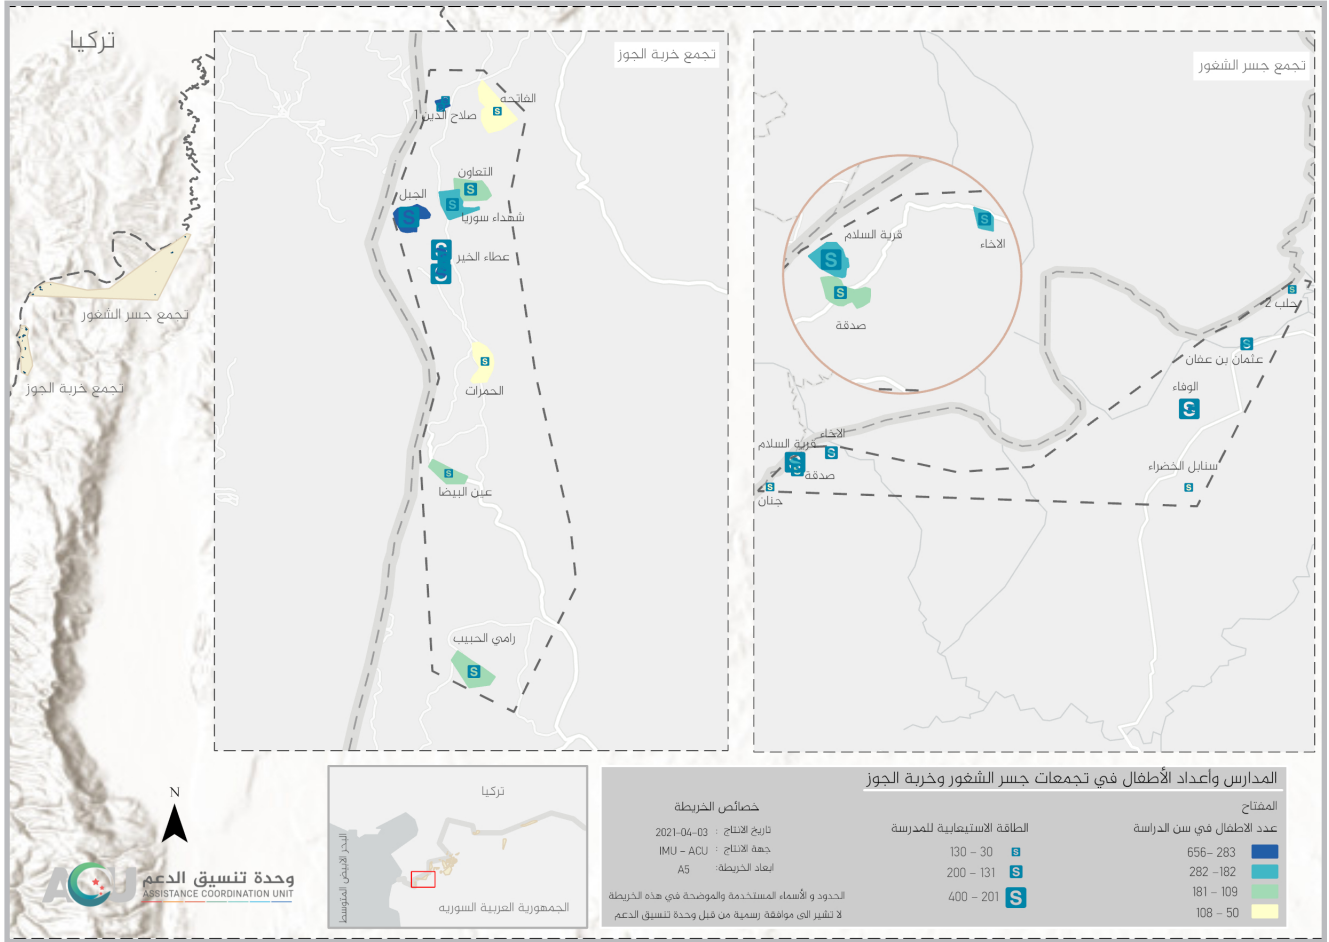 تركيا
تجمع جسر الشغور
تجمع خربة الجوز
تجمع خربة الجوز
الفاتحه
صلاح الدين 1
التعاون
الجبل
شهداء سوريا
عطاء الخير
الحمرات
عين البيضا
رامي الحبيب
تجمع جسر الشغور
قرية السلام
الاخاء
صدقة
حلب 2
عثمان بن عفان
الوفاء
الاخاء
قرية السلام
صدقة
سنابل الخضراء
جنان
N
ACU
وحدة تنسيق الدعم
ASSISTANCE COORDINATION UNIT
تركيا
البحر الابيض المتوسط
الجمهورية العربية السورية
المدارس وأعداد الأطفال في تجمعات جسر الشغور وخربة الجوز
المفتاح
عدد الاطفال في سن الدراسة
656– 283
282 –182
181 – 109
108 – 50
الطاقة الاستيعابية للمدرسة
130 – 30
200 – 131
400 – 201
خصائص الخريطة
تاريخ الانتاج : 2021-04-03
جهة الانتاج : IMU - ACU
ابعاد الخريطة: A5
الحدود و الأسماء المستخدمة والموضحة في هذه الخريطة
لا تشير الى موافقة رسمية من قبل وحدة تنسيق الدعم